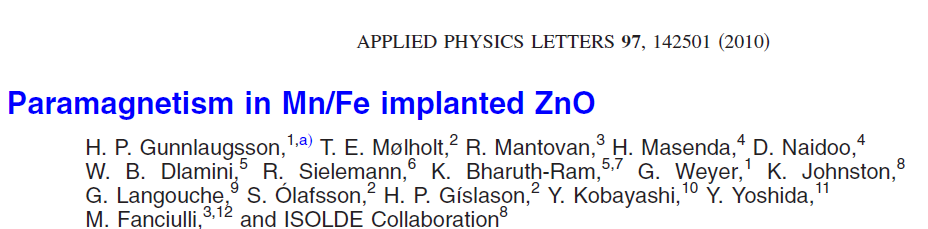 APPLIED PHYSICS LETTERS 97, 142501 (2010)
Paramagnetism in Mn/Fe implanted ZnO
H. P. Gunnlaugsson,1,a) T. E. Mølholt,2 R. Mantovan,3 H. Masenda,4 D. Naidoo,4
W. B. Dlamini,5 R. Sielemann,6 K. Bharuth-Ram,5,7 G. Weyer,1 K. Johnston,8
G. Langouche,9 S. Ólafsson,2 H. P. Gíslason,2 Y. Kobayashi,10 Y. Yoshida,11
M. Fanciulli,3,12 and ISOLDE Collaboration8